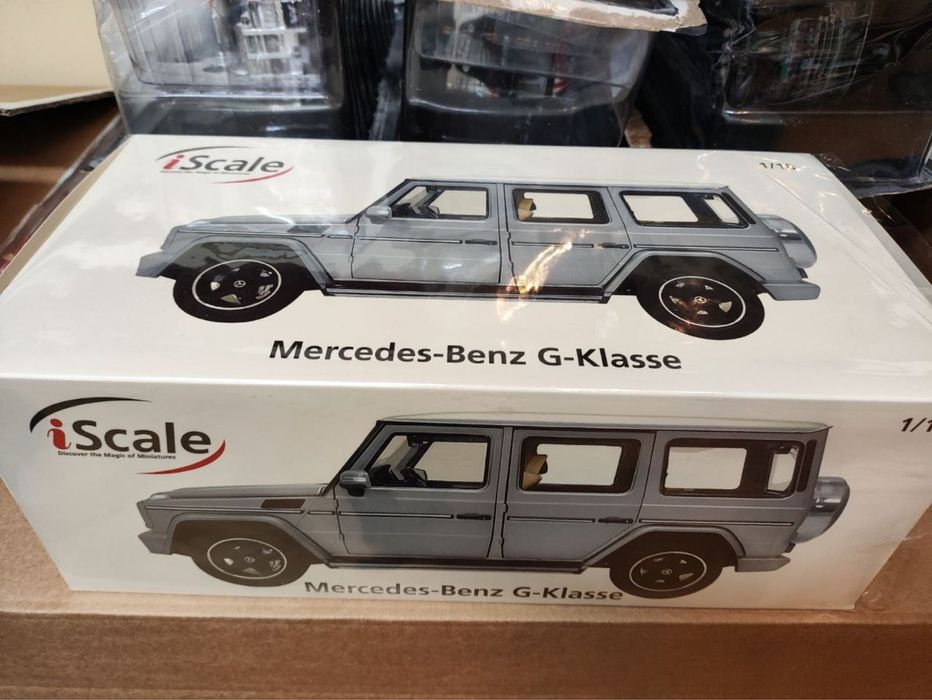 iScale
1/18
Mercedes-Benz G-Klasse
iScale
Discover the Magic of Miniatures
Mercedes-Benz G-Klasse